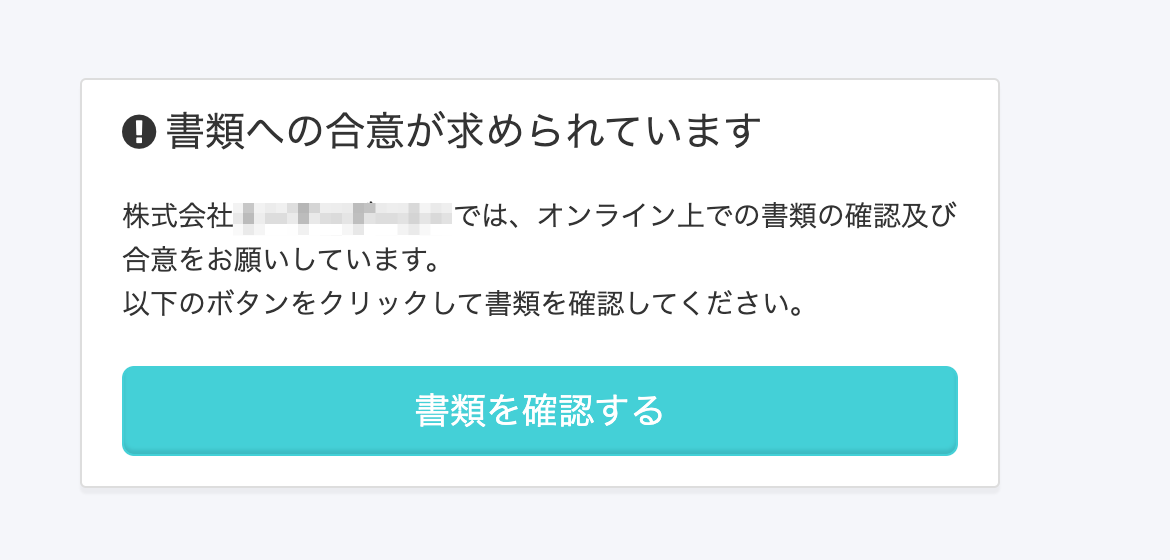 書類への合意が求められています
株式会社では、オンライン上での書類の確認及び
合意をお願いしています。
以下のボタンをクリックして書類を確認してください。
書類を確認する